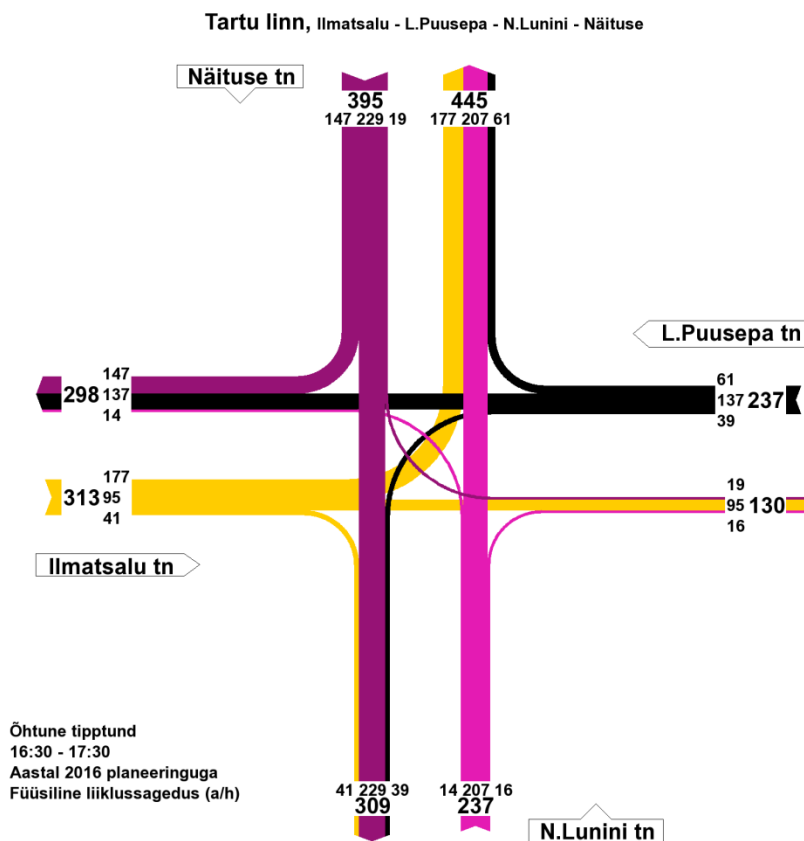 Tartu linn, Ilmatsalu - L.Puusepa - N.Lunini - Näituse
Näituse tn
395
147 229 19
445
177 207 61
L.Puusepa tn
147
298 137
14
61
137 237
39
177
313 95
41
19
95 130
16
Ilmatsalu tn
Õhtune tipptund
16:30 - 17:30
Aastal 2016 planeeringuga
Füüsiline liiklussagedus (a/h)
41 229 39
309
14 207 16
237
N.Lunini tn